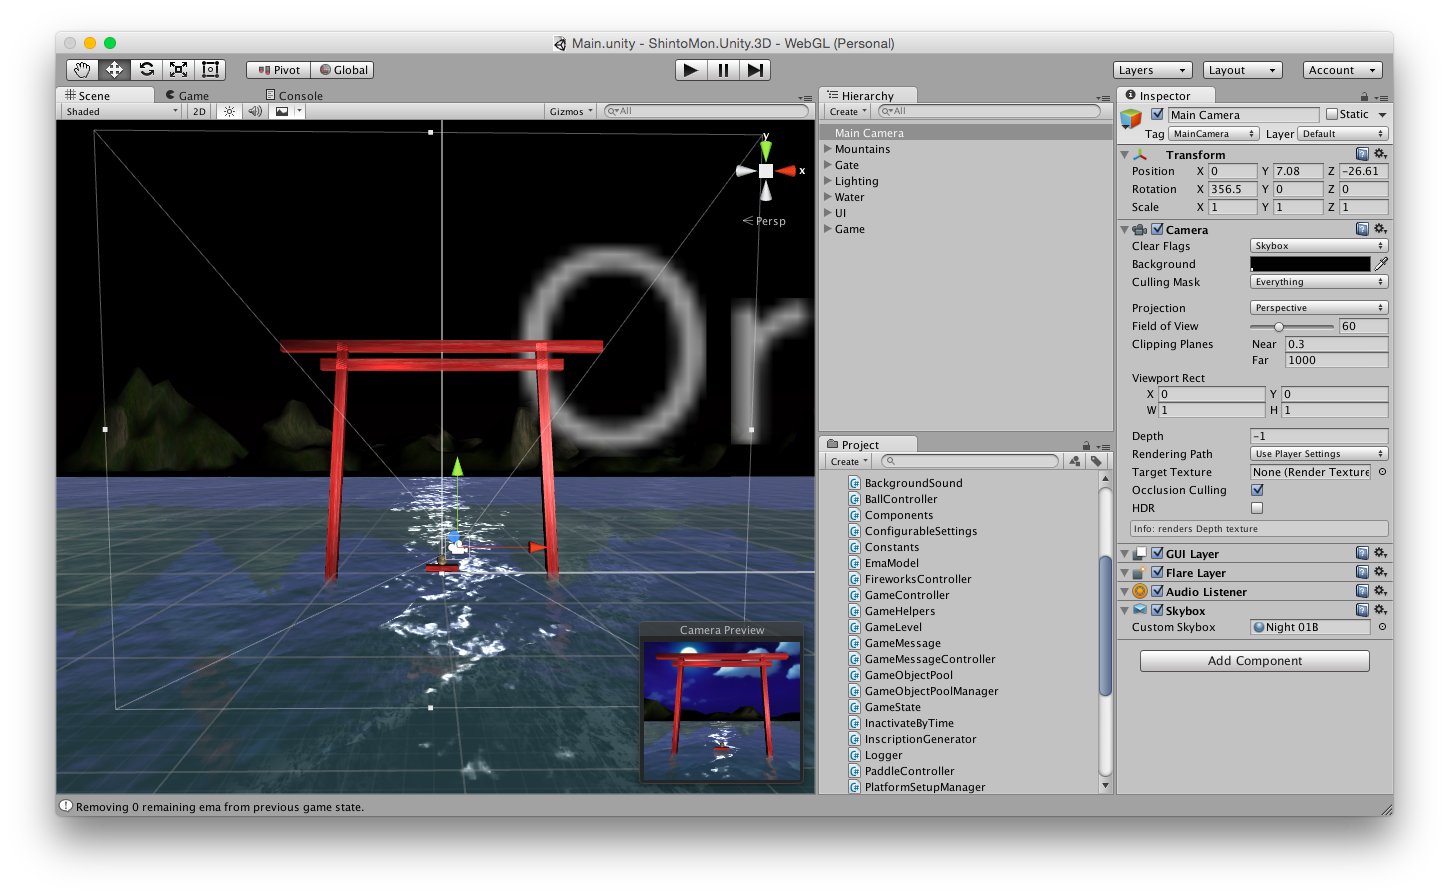 Main.unity - ShintoMon.Unity.3D - WebGL (Personal)
Pivot Global Layers Layout Account
Scene Game Console
Shaded 2D Gizmos All
y
x
Persp
Or
Camera Preview
Hierarchy
Create All
Main Camera
Mountains
Gate
Lighting
Water
UI
Game
Project
Create
BackgroundSound
BallController
Components
ConfigurableSettings
Constants
EmaModel
FireworksController
GameController
GameHelpers
GameLevel
GameMessage
GameMessageController
GameObjectPool
GameObjectPoolManager
GameState
InactivateByTime
InscriptionGenerator
Logger
PaddleController
PlatformSetupManager
Inspector
Main Camera Static
Tag MainCamera Layer Default
Transform
Position X 0 Y 7.08 Z -26.61
Rotation X 356.5 Y 0 Z 0
Scale X 1 Y 1 Z 1
Camera
Clear Flags Skybox
Background
Culling Mask Everything
Projection Perspective
Field of View 60
Clipping Planes Near 0.3
Far 1000
Viewport Rect
X 0 Y 0
W 1 H 1
Depth -1
Rendering Path Use Player Settings
Target Texture None (Render Texture
Occlusion Culling
HDR
Info: renders Depth texture
GUI Layer
Flare Layer
Audio Listener
Skybox
Custom Skybox Night 01B
Add Component
Removing 0 remaining ema from previous game state.